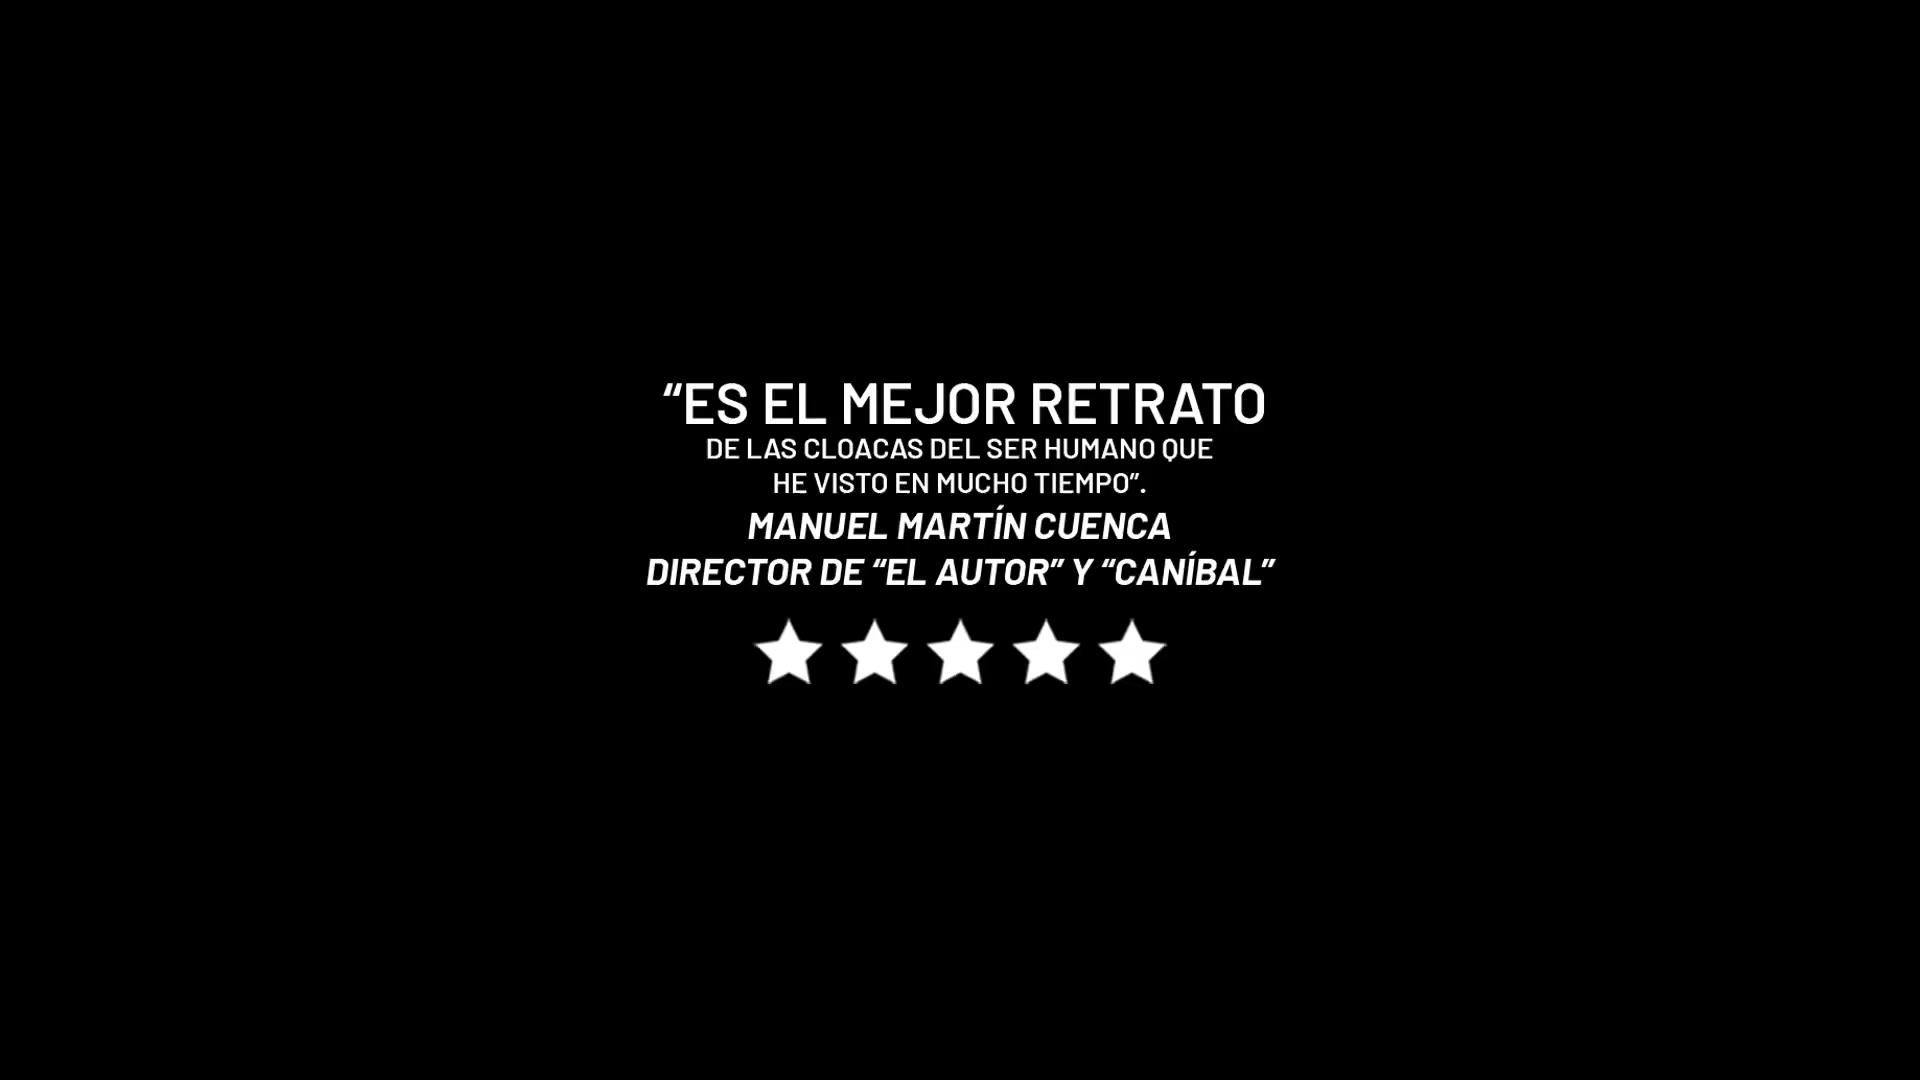 “ES EL MEJOR RETRATO
DE LAS CLOACAS DEL SER HUMANO QUE
HE VISTO EN MUCHO TIEMPO”.
MANUEL MARTÍN CUENCA
DIRECTOR DE “EL AUTOR” Y “CANÍBAL”